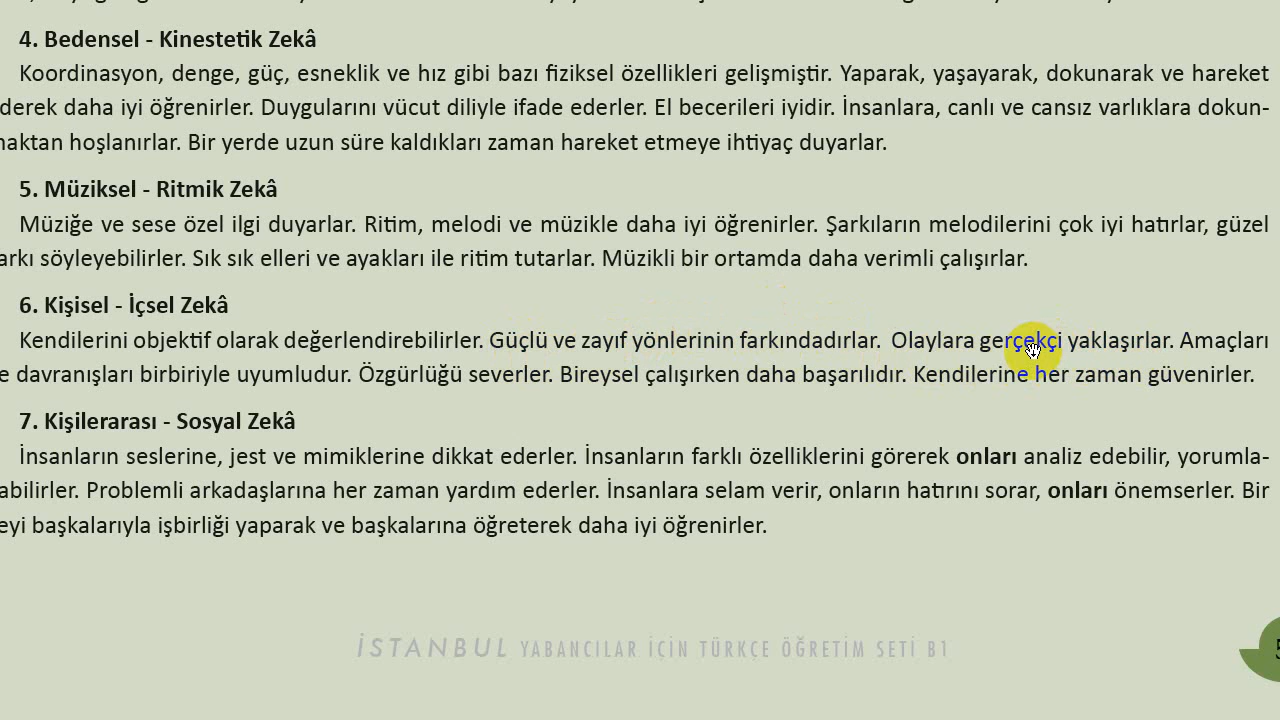 4. Bedensel - Kinestetik Zekâ
Koordinasyon, denge, güç, esneklik ve hız gibi bazı fiziksel özellikleri gelişmiştir. Yaparak, yaşayarak, dokunarak ve hareket
derek daha iyi öğrenirler. Duygularını vücut diliyle ifade ederler. El becerileri iyidir. İnsanlara, canlı ve cansız varlıklara dokun-
maktan hoşlanırlar. Bir yerde uzun süre kaldıkları zaman hareket etmeye ihtiyaç duyarlar.
5. Müziksel - Ritmik Zekâ
Müziğe ve sese özel ilgi duyarlar. Ritim, melodi ve müzikle daha iyi öğrenirler. Şarkıların melodilerini çok iyi hatırlar, güzel
arkı söyleyebilirler. Sık sık elleri ve ayakları ile ritim tutarlar. Müzikli bir ortamda daha verimli çalışırlar.
6. Kişisel - İçsel Zekâ
Kendilerini objektif olarak değerlendirebilirler. Güçlü ve zayıf yönlerinin farkındadırlar. Olaylara gerçekçi yaklaşırlar. Amaçları
e davranışları birbiriyle uyumludur. Özgürlüğü severler. Bireysel çalışırken daha başarılıdır. Kendilerine her zaman güvenirler.
7. Kişilerarası - Sosyal Zekâ
İnsanların seslerine, jest ve mimiklerine dikkat ederler. İnsanların farklı özelliklerini görerek onları analiz edebilir, yorumla-
abilirler. Problemli arkadaşlarına her zaman yardım ederler. İnsanlara selam verir, onların hatırını sorar, onları önemserler. Bir
eyi başkalarıyla işbirliği yaparak ve başkalarına öğreterek daha iyi öğrenirler.
İSTANBUL YABANCILAR İÇİN TÜRKÇE ÖĞRETİM SETİ B1